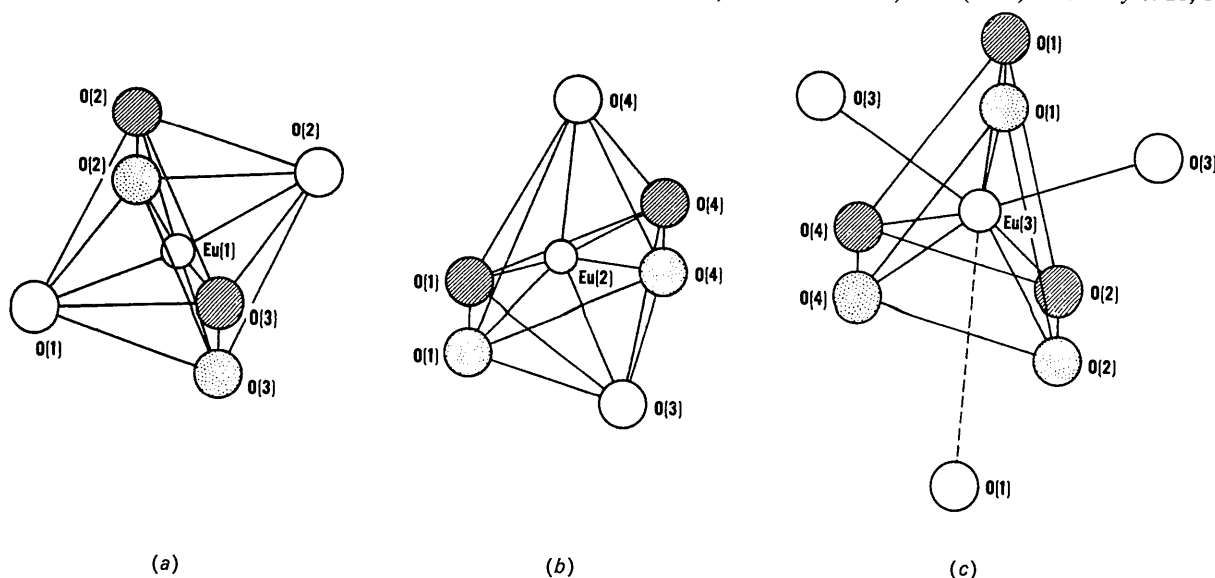 O(2)
O(2)
O(2)
Eu(1)
O(3)
O(1)
O(3)
(a)
O(4)
O(4)
O(1)
Eu(2)
O(4)
O(1)
O(3)
(b)
O(1)
O(3)
O(1)
O(3)
Eu(3)
O(4)
O(4)
O(2)
O(2)
O(1)
(c)